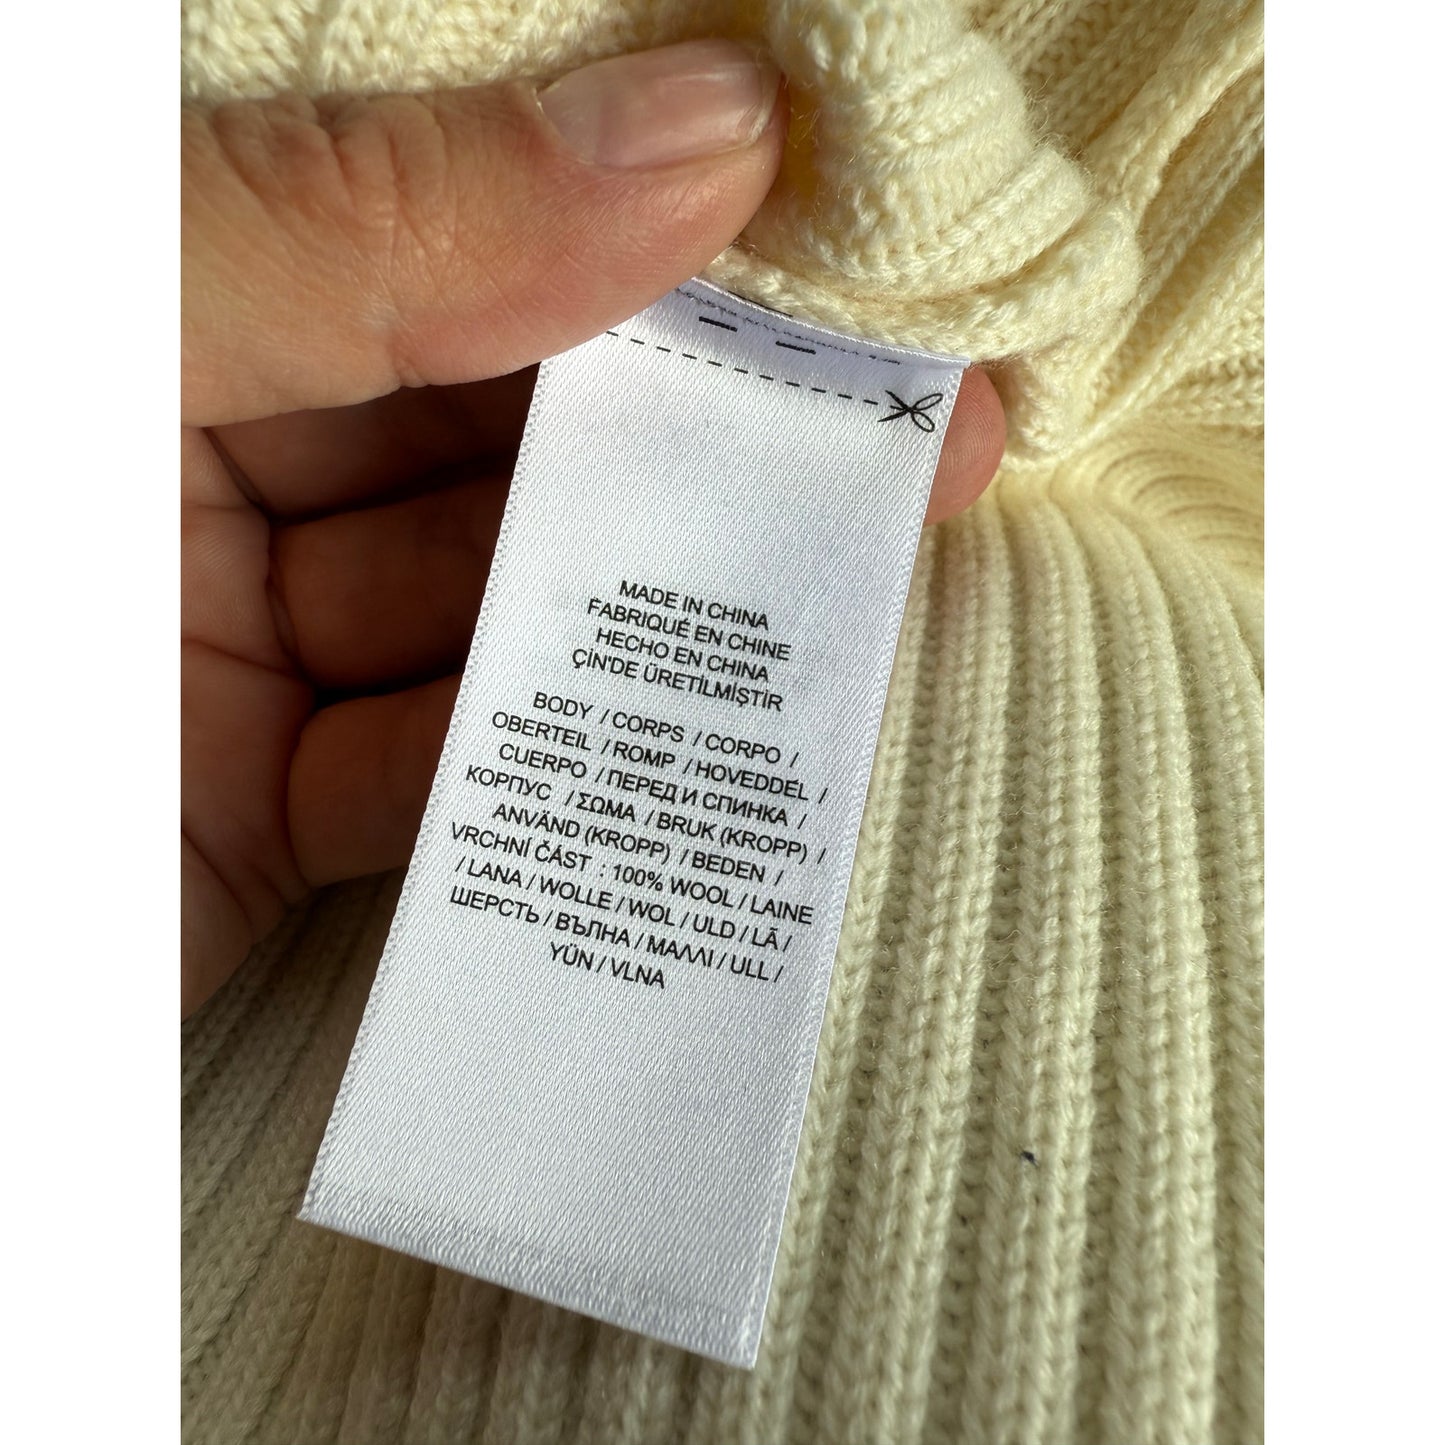 MADE IN CHINA
FABRIQUÉ EN CHINE
HECHO EN CHINA
ÇİN'DE ÜRETİLMİŞTİR
BODY / CORPS / CORPO /
OBERTEIL / ROMP / HOVEDDEL /
CUERPO / ПЕРЕД И СПИНКА /
КОРПУС / ΣΩΜΑ / BRUK (KROPP) /
ANVÄND (KROPP) / BEDEN /
VRCHNÍ ČÁST : 100% WOOL / LAINE
/ LANA / WOLLE / WOL / ULD / LÃ /
ШЕРСТЬ / ВЪЛНА / ΜΑΛΛΙ / ULL /
YÜN / VLNA